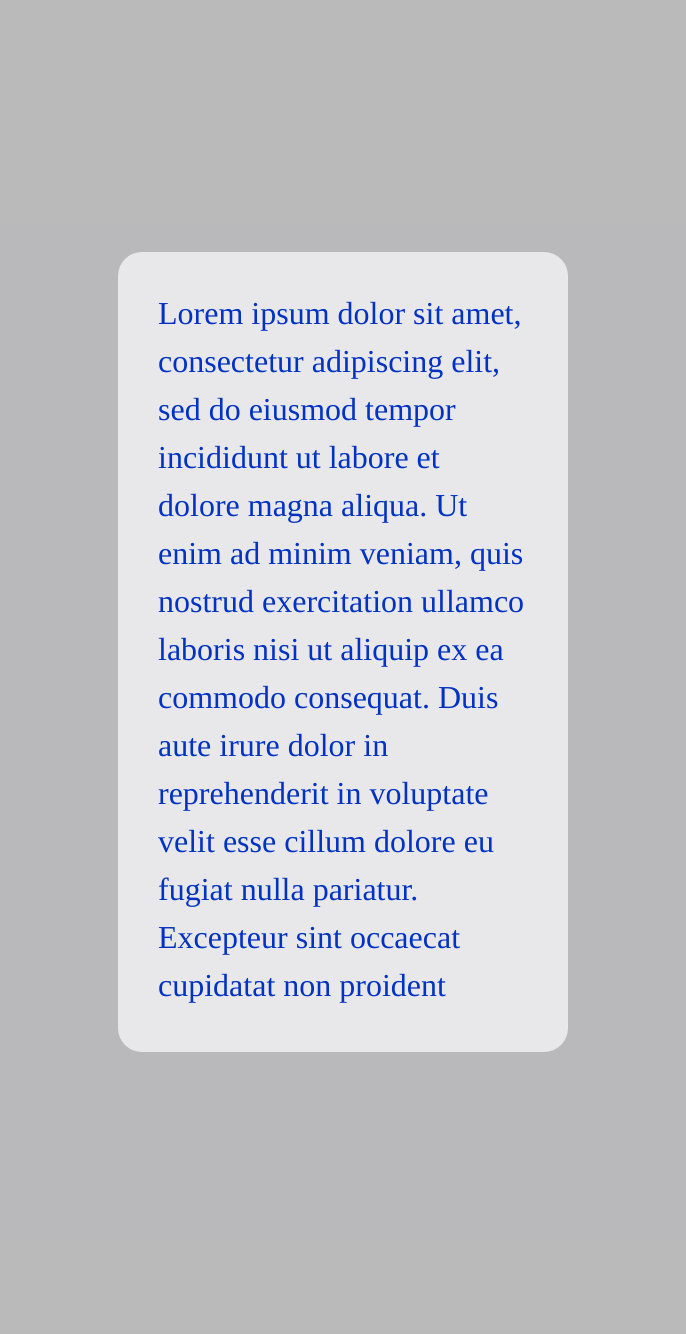 Lorem ipsum dolor sit amet,
consectetur adipiscing elit,
sed do eiusmod tempor
incididunt ut labore et
dolore magna aliqua. Ut
enim ad minim veniam, quis
nostrud exercitation ullamco
laboris nisi ut aliquip ex ea
commodo consequat. Duis
aute irure dolor in
reprehenderit in voluptate
velit esse cillum dolore eu
fugiat nulla pariatur.
Excepteur sint occaecat
cupidatat non proident